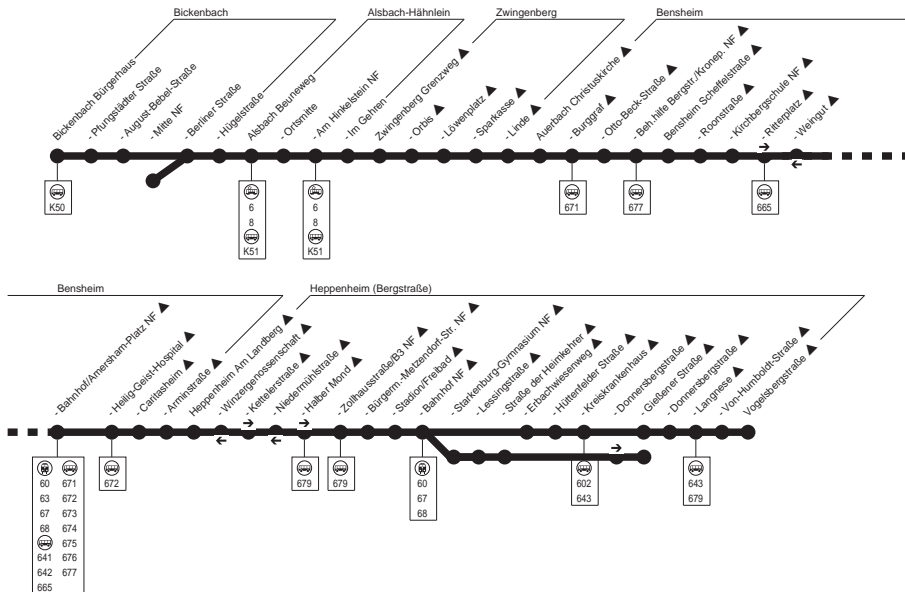 Bickenbach
Alsbach-Hähnlein
Zwingenberg
Bensheim
Bickenbach Bürgerhaus
- Pfungstädter Straße
- August-Bebel-Straße
- Mitte NF
- Berliner Straße
- Hügelstraße
Alsbach Beuneweg
- Ortsmitte
- Am Hinkelstein NF
- Im Gehren
Zwingenberg Grenzweg
- Orbis
- Löwenplatz
- Sparkasse
- Linde
Auerbach Christuskirche
- Burggraf
- Otto-Beck-Straße
- Beh.-hilfe Bergstr./Kronep. NF
Bensheim Scheffelstraße
- Roonstraße
- Kirchbergschule NF
- Ritterplatz
- Weingut
K50
6
8
K51
6
8
K51
671
677
665
Bensheim
Heppenheim (Bergstraße)
- Bahnhof/Amersham-Platz NF
- Heilig-Geist-Hospital
- Caritasheim
- Arminstraße
Heppenheim Am Landberg
- Winzergenossenschaft
- Kettelerstraße
- Niedermühlstraße
- Halber Mond
- Zollhausstraße/B3 NF
- Bürgerm.-Metzendorf-Str. NF
- Stadion/Freibad
- Bahnhof NF
- Starkenburg-Gymnasium NF
- Lessingstraße
- Straße der Heimkehrer
- Erbachwiesenweg
- Hüttenfelder Straße
- Kreiskrankenhaus
- Donnersbergstraße
- Gießener Straße
- Donnersbergstraße
- Langnese
- Von-Humboldt-Straße
- Vogelsbergstraße
60 671
63 672
67 673
68 674
675
641 676
642 677
665
672
679
679
60
67
68
602
643
643
679